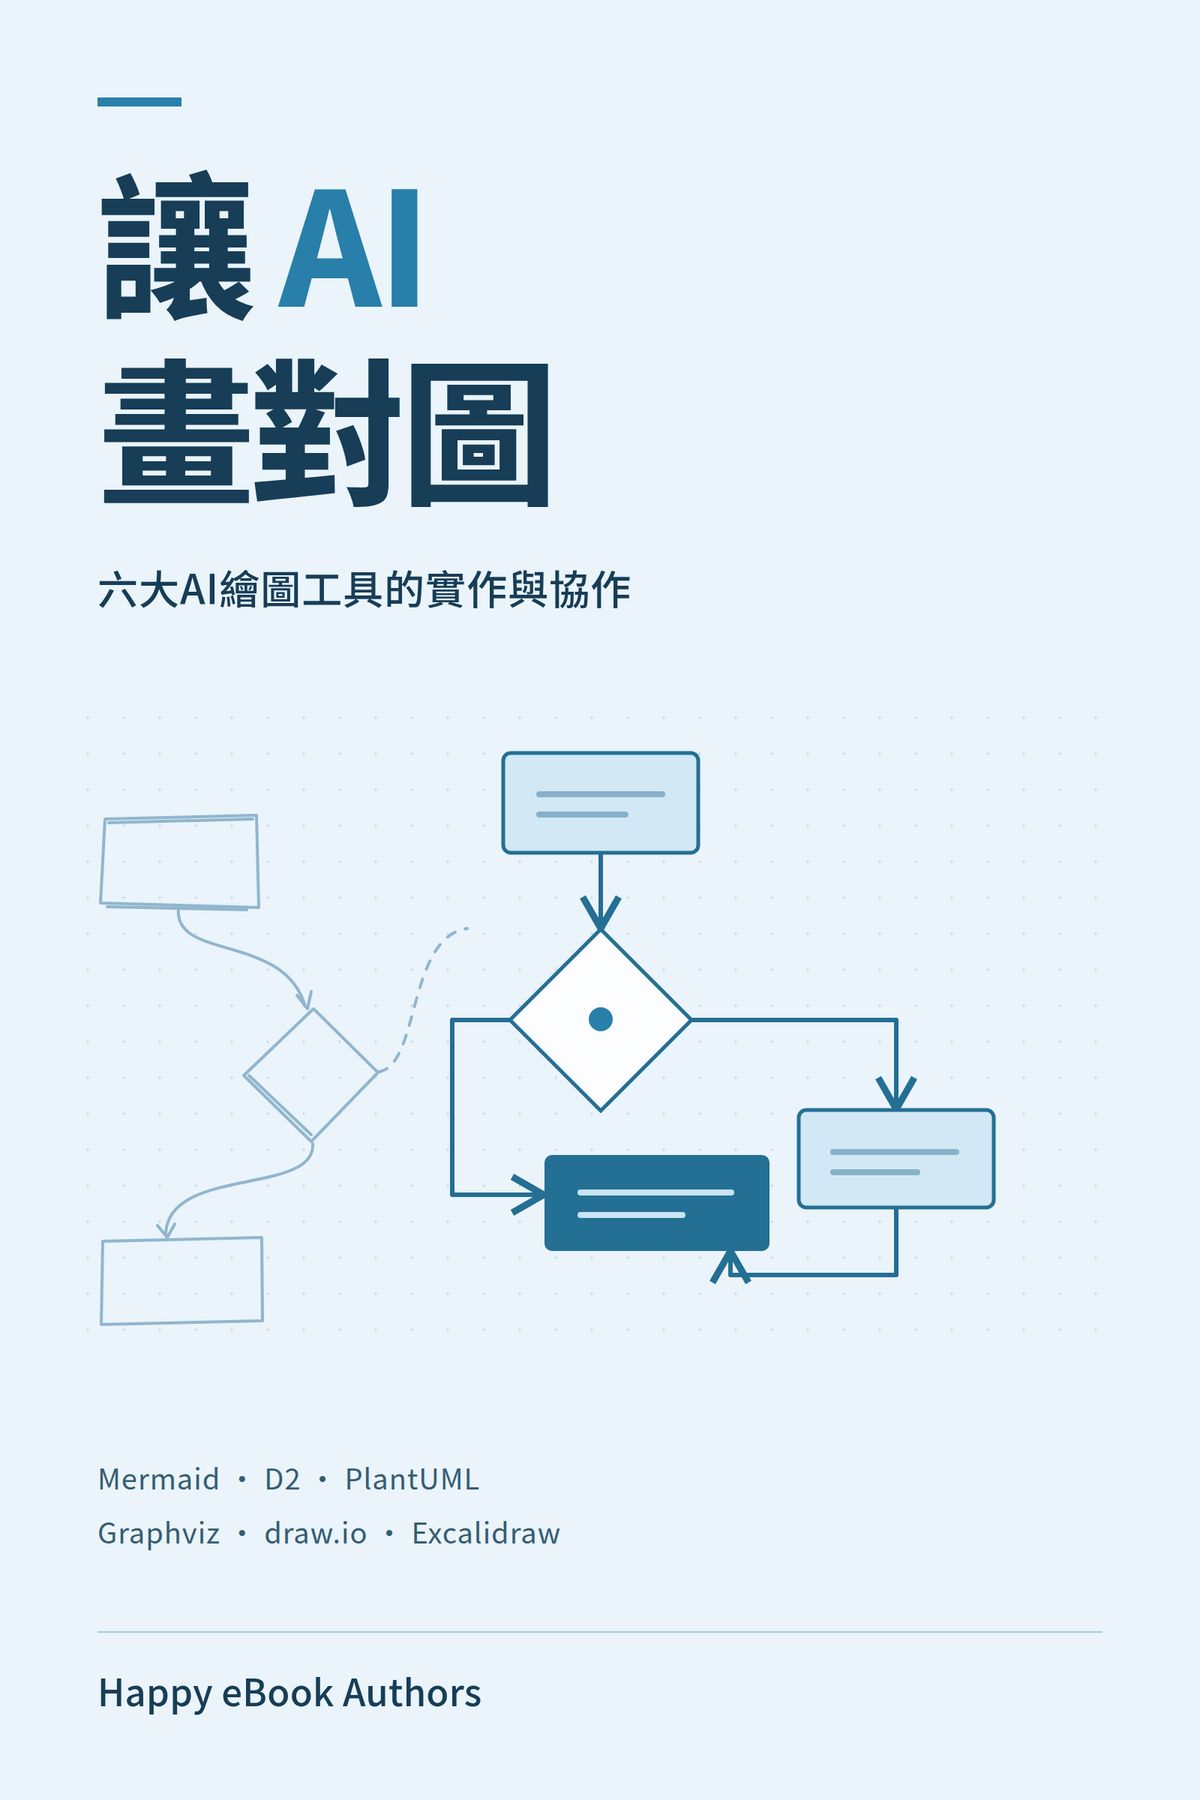 讓 AI
畫對圖
六大AI繪圖工具的實作與協作
Mermaid • D2 • PlantUML
Graphviz • draw.io • Excalidraw
Happy eBook Authors